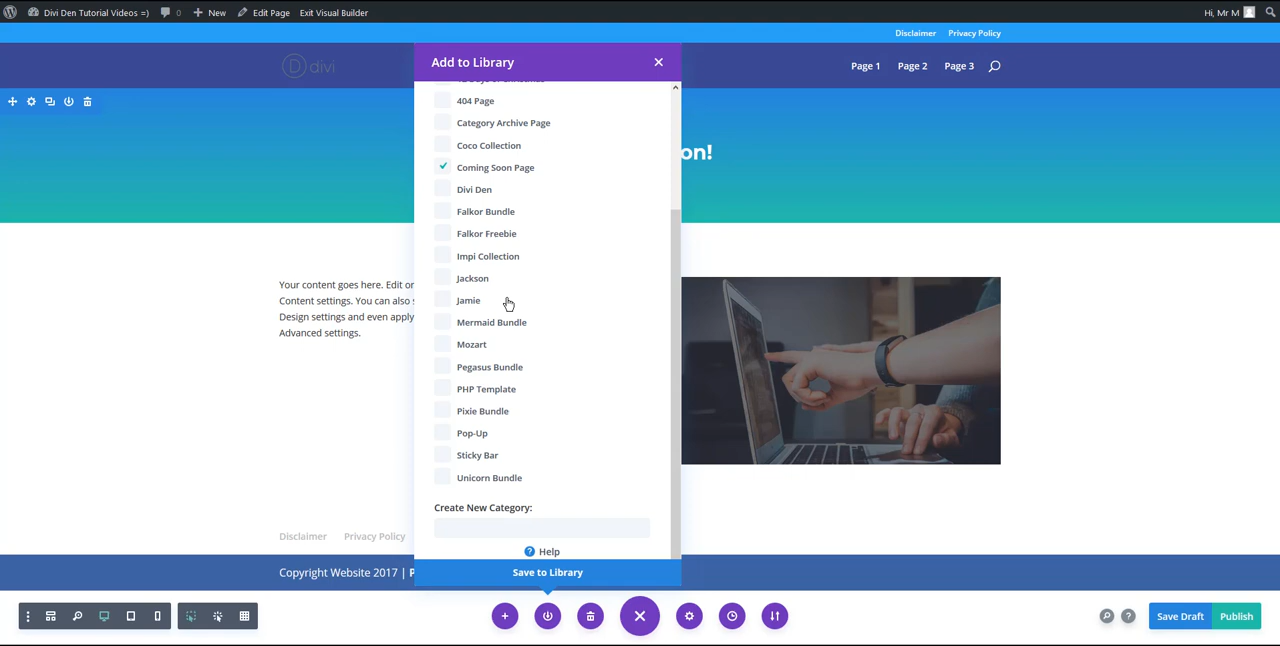 Divi Den Tutorial Videos =)
0
New
Edit Page
Exit Visual Builder
Hi, Mr M
Disclaimer
Privacy Policy
D divi
Page 1
Page 2
Page 3
Add to Library
on!
404 Page
Category Archive Page
Coco Collection
Coming Soon Page
Divi Den
Falkor Bundle
Falkor Freebie
Impi Collection
Jackson
Jamie
Mermaid Bundle
Mozart
Pegasus Bundle
PHP Template
Pixie Bundle
Pop-Up
Sticky Bar
Unicorn Bundle
Create New Category:
Help
Save to Library
Your content goes here. Edit or
Content settings. You can also
Design settings and even apply
Advanced settings.
Disclaimer
Privacy Policy
Copyright Website 2017 |
Save Draft
Publish